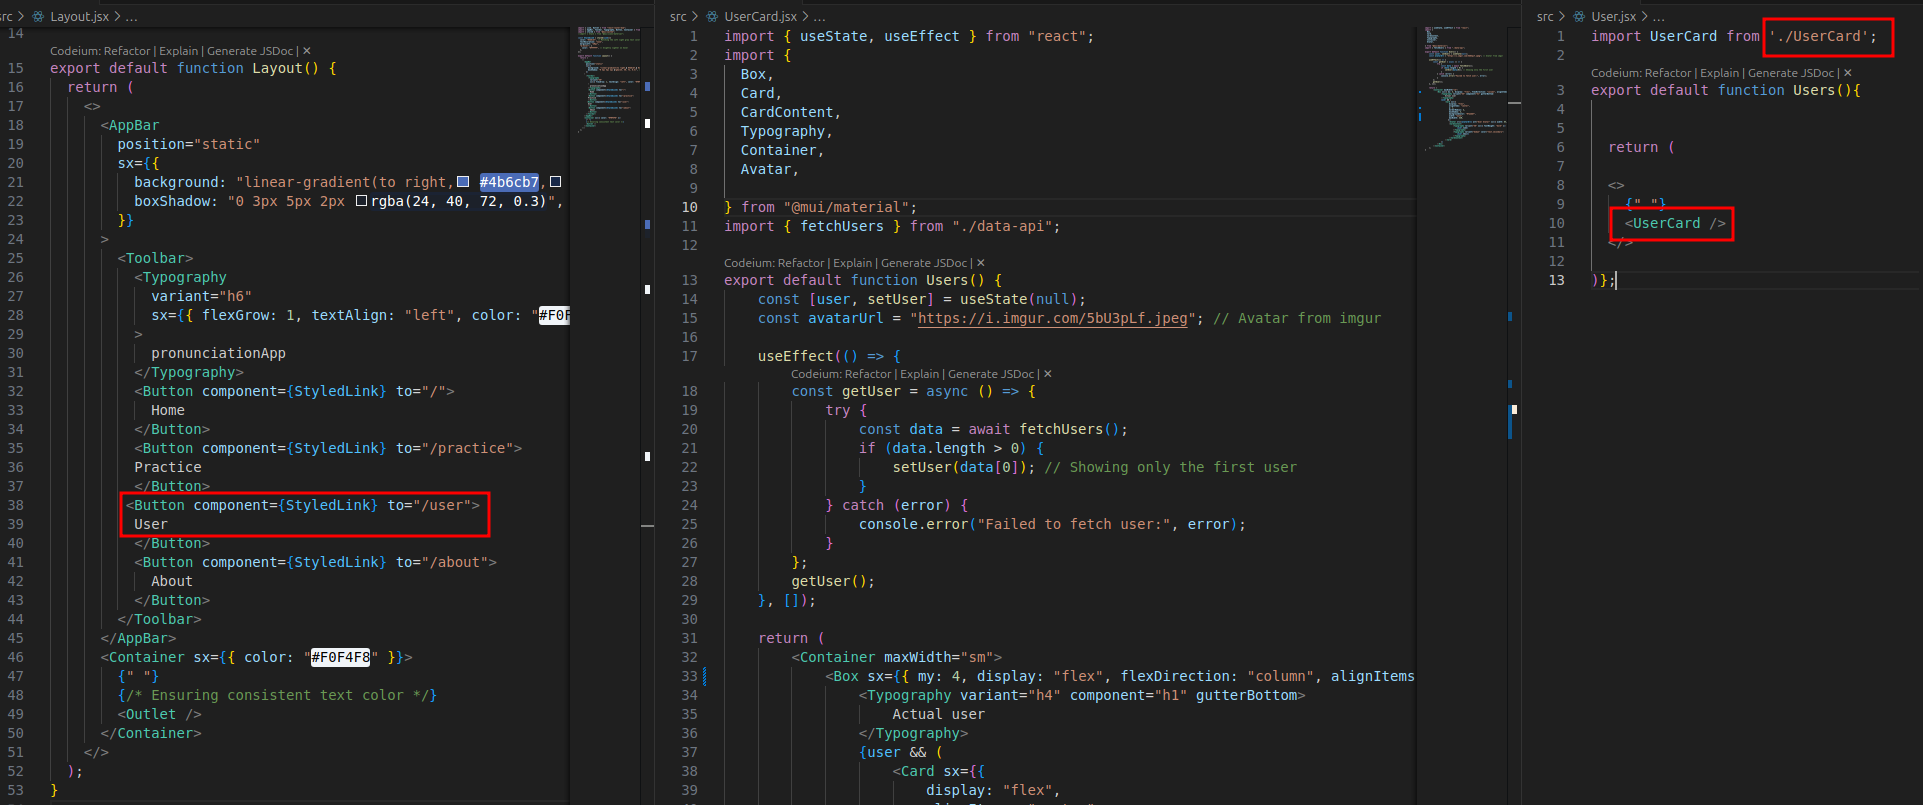 src > Layout.jsx > ...
14
Codeium: Refactor | Explain | Generate JSDoc | ×
15 export default function Layout() {
16 return (
17 <>
18 <AppBar
19 position="static"
20 sx={{
21 background: "linear-gradient(to right, #4b6cb7,
22 boxShadow: "0 3px 5px 2px rgba(24, 40, 72, 0.3)",
23 }}
24 >
25 <Toolbar>
26 <Typography
27 variant="h6"
28 sx={{ flexGrow: 1, textAlign: "left", color: "#F0F
29 >
30 pronunciationApp
31 </Typography>
32 <Button component={StyledLink} to="/">
33 Home
34 </Button>
35 <Button component={StyledLink} to="/practice">
36 Practice
37 </Button>
38 <Button component={StyledLink} to="/user">
39 User
40 </Button>
41 <Button component={StyledLink} to="/about">
42 About
43 </Button>
44 </Toolbar>
45 </AppBar>
46 <Container sx={{ color: "#F0F4F8" }}>
47 {" "}
48 {/* Ensuring consistent text color */}
49 <Outlet />
50 </Container>
51 </>
52 );
53 }
src > UserCard.jsx > ...
1 import { useState, useEffect } from "react";
2 import {
3 Box,
4 Card,
5 CardContent,
6 Typography,
7 Container,
8 Avatar,
9
10 } from "@mui/material";
11 import { fetchUsers } from "./data-api";
12
Codeium: Refactor | Explain | Generate JSDoc | ×
13 export default function Users() {
14 const [user, setUser] = useState(null);
15 const avatarUrl = "https://i.imgur.com/5bU3pLf.jpeg"; // Avatar from imgur
16
17 useEffect(() => {
Codeium: Refactor | Explain | Generate JSDoc | ×
18 const getUser = async () => {
19 try {
20 const data = await fetchUsers();
21 if (data.length > 0) {
22 setUser(data[0]); // Showing only the first user
23 }
24 } catch (error) {
25 console.error("Failed to fetch user:", error);
26 }
27 };
28 getUser();
29 }, []);
30
31 return (
32 <Container maxWidth="sm">
33 <Box sx={{ my: 4, display: "flex", flexDirection: "column", alignItems
34 <Typography variant="h4" component="h1" gutterBottom>
35 Actual user
36 </Typography>
37 {user && (
38 <Card sx={{
39 display: "flex",
src > User.jsx > ...
1 import UserCard from './UserCard';
2
Codeium: Refactor | Explain | Generate JSDoc | ×
3 export default function Users(){
4
5
6 return (
7
8 <>
9 {" "}
10 <UserCard />
11 </>
12
13 )};